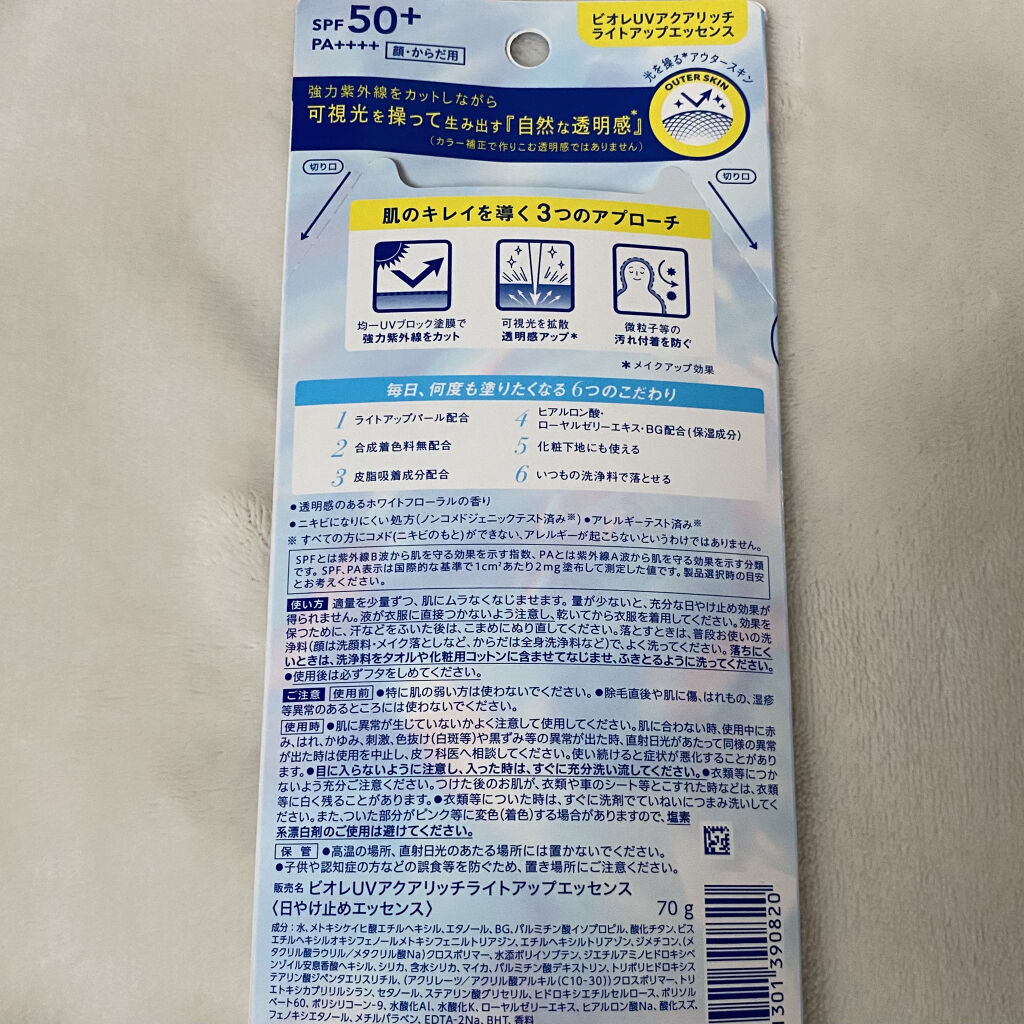 SPF 50+
PA++++ 顔・からだ用
ビオレUVアクアリッチ
ライトアップエッセンス
光を操る*アウタースキン
OUTER SKIN
強力紫外線をカットしながら
可視光を操って生み出す『自然な透明感』*
(カラー補正で作りこむ透明感ではありません)
切り口
切り口
肌のキレイを導く3つのアプローチ
均一UVブロック塗膜で
強力紫外線をカット
可視光を拡散
透明感アップ*
微粒子等の
汚れ付着を防ぐ
*メイクアップ効果
毎日、何度も塗りたくなる6つのこだわり
1 ライトアップパール配合
2 合成着色料無配合
3 皮脂吸着成分配合
4 ヒアルロン酸・
ローヤルゼリーエキス・BG配合(保湿成分)
5 化粧下地にも使える
6 いつもの洗浄料で落とせる
●透明感のあるホワイトフローラルの香り
●ニキビになりにくい処方(ノンコメドジェニックテスト済み※)●アレルギーテスト済み※
※ すべての方にコメド(ニキビのもと)ができない、アレルギーが起こらないというわけではありません。
SPFとは紫外線B波から肌を守る効果を示す指数、PAとは紫外線A波から肌を守る効果を示す分類
です。SPF、PA表示は国際的な基準で1cm²あたり2mg塗布して測定した値です。製品選択時の目安
とお考えください。
使い方 適量を少量ずつ、肌にムラなくなじませます。量が少ないと、充分な日やけ止め効果が
得られません。液が衣服に直接つかないよう注意し、乾いてから衣服を着用してください。効果を
保つために、汗などをふいた後は、こまめにぬり直してください。落とすときは、普段お使いの洗
浄料(顔は洗顔料・メイク落としなど、からだは全身洗浄料など)で、よく洗ってください。落ちにく
いときは、洗浄料をタオルや化粧用コットンに含ませてなじませ、ふきとるように洗ってください。
●使用後は必ずフタをしめてください。
ご注意 使用前 ●特に肌の弱い方は使わないでください。●除毛直後や肌に傷、はれもの、湿疹
等異常のあるところには使わないでください。
使用時 ●肌に異常が生じていないかよく注意して使用してください。肌に合わない時、使用中に赤
み、はれ、かゆみ、刺激、色抜け(白斑等)や黒ずみ等の異常が出た時、直射日光があたって同様の異常
が出た時は使用を中止し、皮フ科医へ相談してください。使い続けると症状が悪化することがあり
ます。●目に入らないように注意し、入った時は、すぐに充分洗い流してください。●衣類等につか
ないよう充分ご注意ください。つけた後のお肌が、衣類や車のシート等とこすれた時などは、衣類
等に白く残ることがあります。●衣類等についた時は、すぐに洗剤でていねいにつまみ洗いしてく
ださい。また、ついた部分がピンク等に変色(着色)する場合がありますので、塩素
系漂白剤のご使用は避けてください。
保管 ●高温の場所、直射日光のあたる場所には置かないでください。
●子供や認知症の方などの誤食等を防ぐため、置き場所にご注意ください。
販売名 ビオレUVアクアリッチライトアップエッセンス
〈日やけ止めエッセンス〉 70g
成分:水、メトキシケイヒ酸エチルヘキシル、エタノール、BG、パルミチン酸イソプロピル、酸化チタン、ビス
エチルヘキシルオキシフェノールメトキシフェニルトリアジン、エチルヘキシルトリアゾン、ジメチコン、(メ
タクリル酸ラウリル/メタクリル酸Na)クロスポリマー、水添ポリイソブテン、ジエチルアミノヒドロキシベ
ンゾイル安息香酸ヘキシル、シリカ、含水シリカ、マイカ、パルミチン酸デキストリン、トリポリヒドロキシス
テアリン酸ジペンタエリスリチル、(アクリレーツ/アクリル酸アルキル(C10-30))クロスポリマー、トリ
エトキシカプリリルシラン、セタノール、ステアリン酸グリセリル、ヒドロキシエチルセルロース、ポリソル
ベート60、ポリシリコーン-9、水酸化Al、水酸化K、ローヤルゼリーエキス、ヒアルロン酸Na、酸化スズ、
フェノキシエタノール、メチルパラベン、EDTA-2Na、BHT、香料
1301 390820